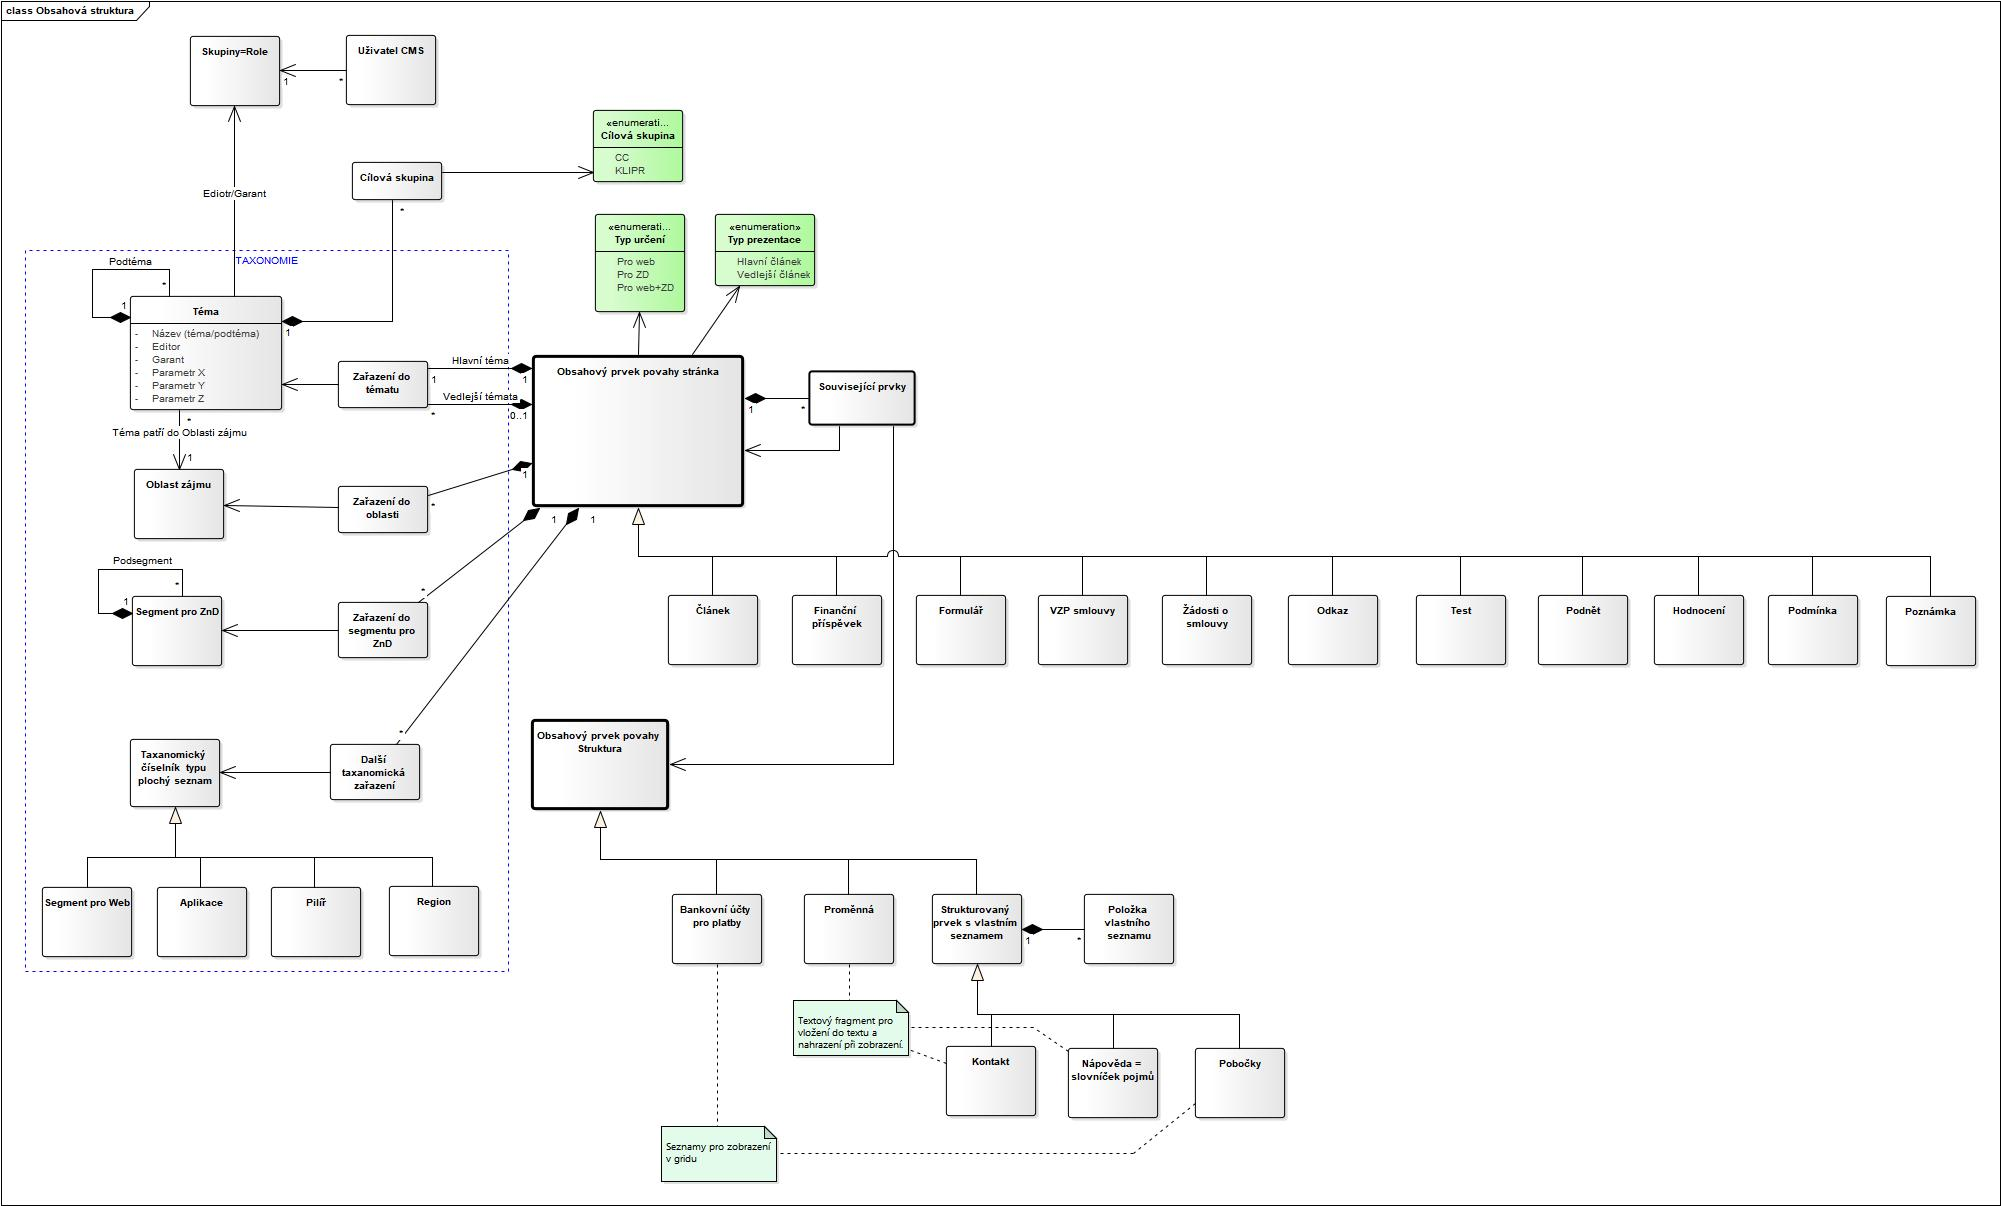 class Obsahová struktura
Skupiny=Role
Uživatel CMS
1
*
Ediotr/Garant
Cílová skupina
*
«enumerati...
Cílová skupina
CC
KLIPR
«enumerati...
Typ určení
Pro web
Pro ZD
Pro web+ZD
«enumeration»
Typ prezentace
Hlavní článek
Vedlejší článek
TAXONOMIE
Podtéma
*
1
Téma
- Název (téma/podtéma)
- Editor
- Garant
- Parametr X
- Parametr Y
- Parametr Z
1
Zařazení do
tématu
Hlavní téma
1
1
Vedlejší témata
*
0..1
Obsahový prvek povahy stránka
1
*
Související prvky
*
Téma patří do Oblasti zájmu
1
Oblast zájmu
Zařazení do
oblasti
1
*
1
1
Podsegment
*
1
Segment pro ZnD
*
Zařazení do
segmentu pro
ZnD
Článek
Finanční
příspěvek
Formulář
VZP smlouvy
Žádosti o
smlouvy
Odkaz
Test
Podnět
Hodnocení
Podmínka
Poznámka
Taxanomický
číselník typu
plochý seznam
*
Další
taxanomická
zařazení
Obsahový prvek povahy
Struktura
Segment pro Web
Aplikace
Pilíř
Region
Bankovní účty
pro platby
Proměnná
Strukturovaný
prvek s vlastním
seznamem
1
*
Položka
vlastního
seznamu
Textový fragment pro
vložení do textu a
nahrazení při zobrazení.
Kontakt
Nápověda =
slovníček pojmů
Pobočky
Seznamy pro zobrazení
v gridu